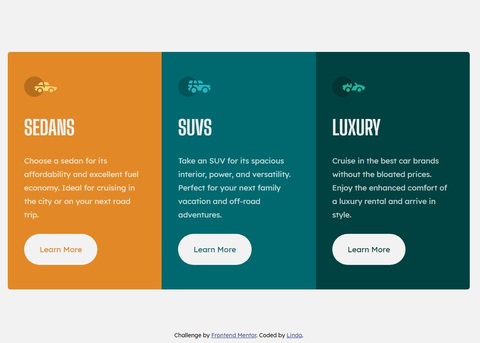 SEDANS
Choose a sedan for its
affordability and excellent fuel
economy. Ideal for cruising in
the city or on your next road
trip.
Learn More
SUVS
Take an SUV for its spacious
interior, power, and versatility.
Perfect for your next family
vacation and off-road
adventures.
Learn More
LUXURY
Cruise in the best car brands
without the bloated prices.
Enjoy the enhanced comfort of
a luxury rental and arrive in
style.
Learn More
Challenge by Frontend Mentor. Coded by Linda.